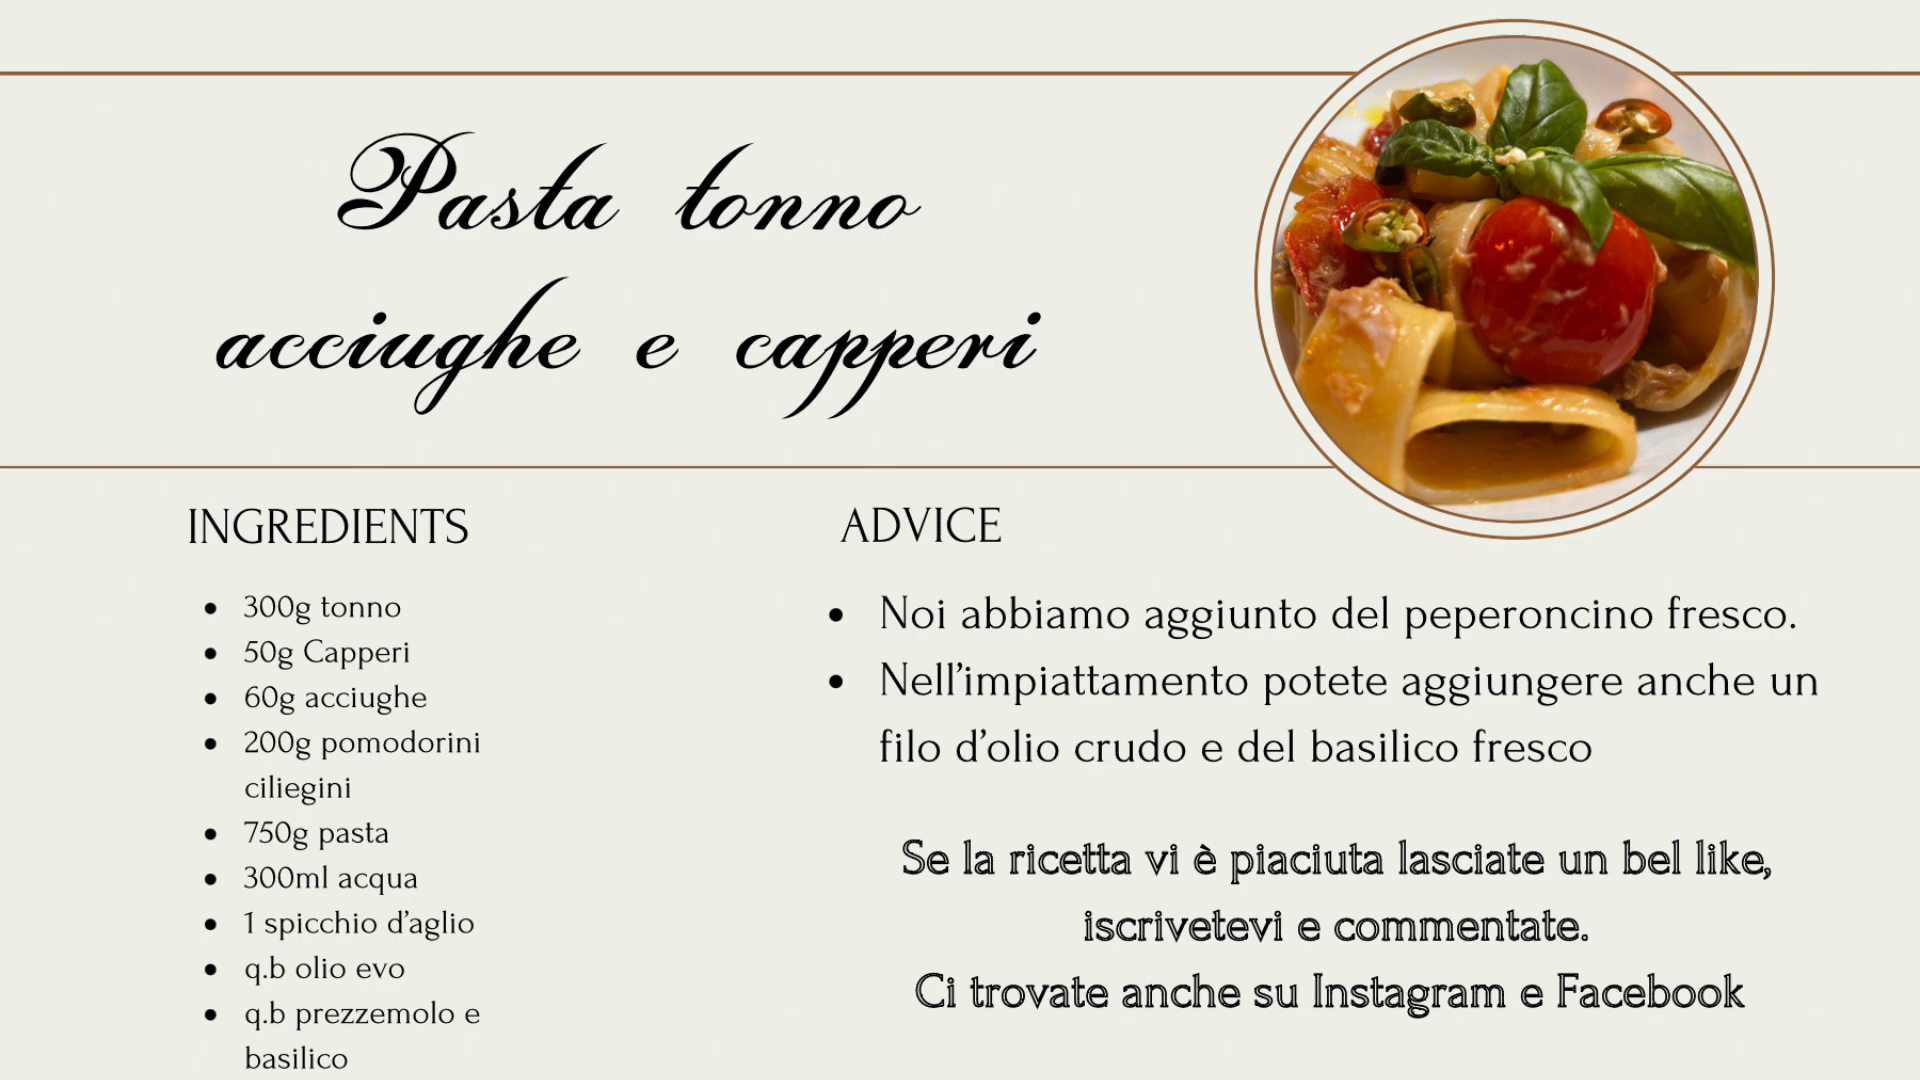 Pasta tonno
acciughe e capperi
INGREDIENTS
• 300g tonno
• 50g Capperi
• 60g acciughe
• 200g pomodorini
ciliegini
• 750g pasta
• 300ml acqua
• 1 spicchio d’aglio
• q.b olio evo
• q.b prezzemolo e
basilico
ADVICE
• Noi abbiamo aggiunto del peperoncino fresco.
• Nell’impiattamento potete aggiungere anche un
filo d’olio crudo e del basilico fresco
Se la ricetta vi è piaciuta lasciate un bel like,
iscrivetevi e commentate.
Ci trovate anche su Instagram e Facebook